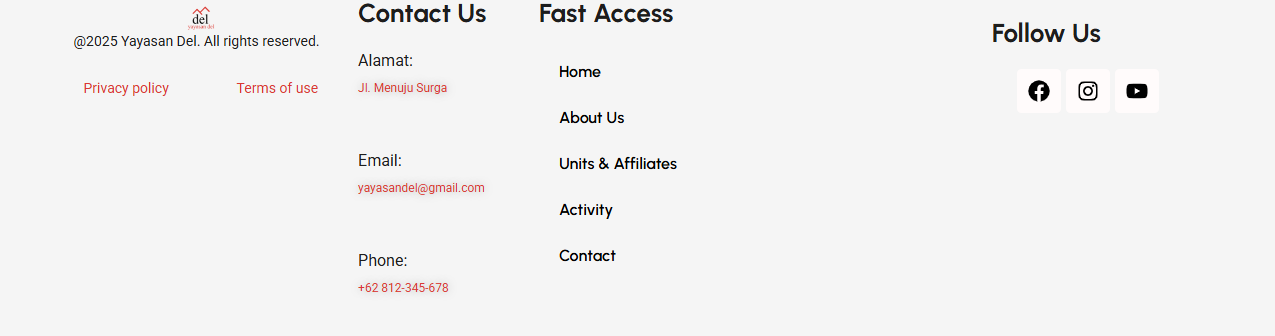 del
yayasan del
@2025 Yayasan Del. All rights reserved.
Privacy policy
Terms of use
Contact Us
Alamat:
Jl. Menuju Surga
Email:
yayasandel@gmail.com
Phone:
+62 812-345-678
Fast Access
Home
About Us
Units & Affiliates
Activity
Contact
Follow Us